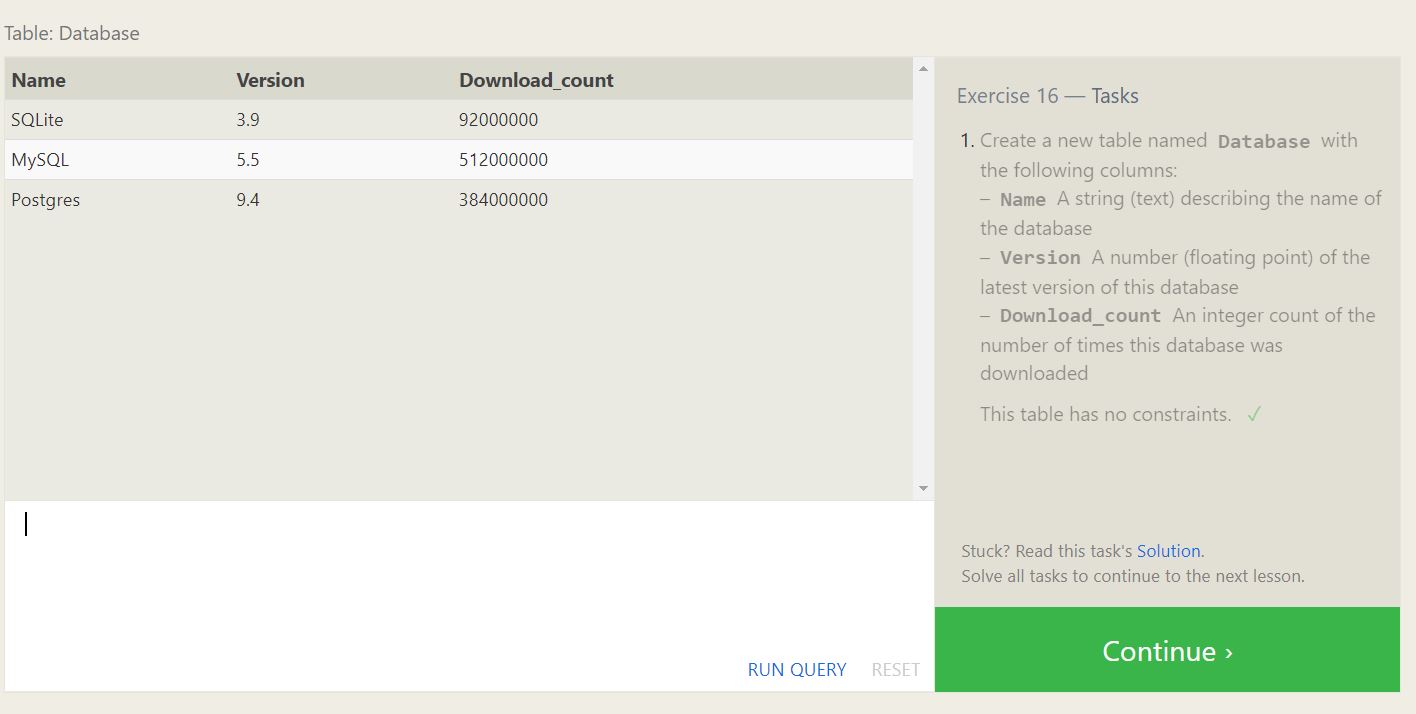 Table: Database
Name Version Download_count
SQLite 3.9 92000000
MySQL 5.5 512000000
Postgres 9.4 384000000
RUN QUERY RESET
Exercise 16 — Tasks
1. Create a new table named Database with
the following columns:
– Name A string (text) describing the name of
the database
– Version A number (floating point) of the
latest version of this database
– Download_count An integer count of the
number of times this database was
downloaded
This table has no constraints. ✓
Stuck? Read this task's Solution.
Solve all tasks to continue to the next lesson.
Continue ›